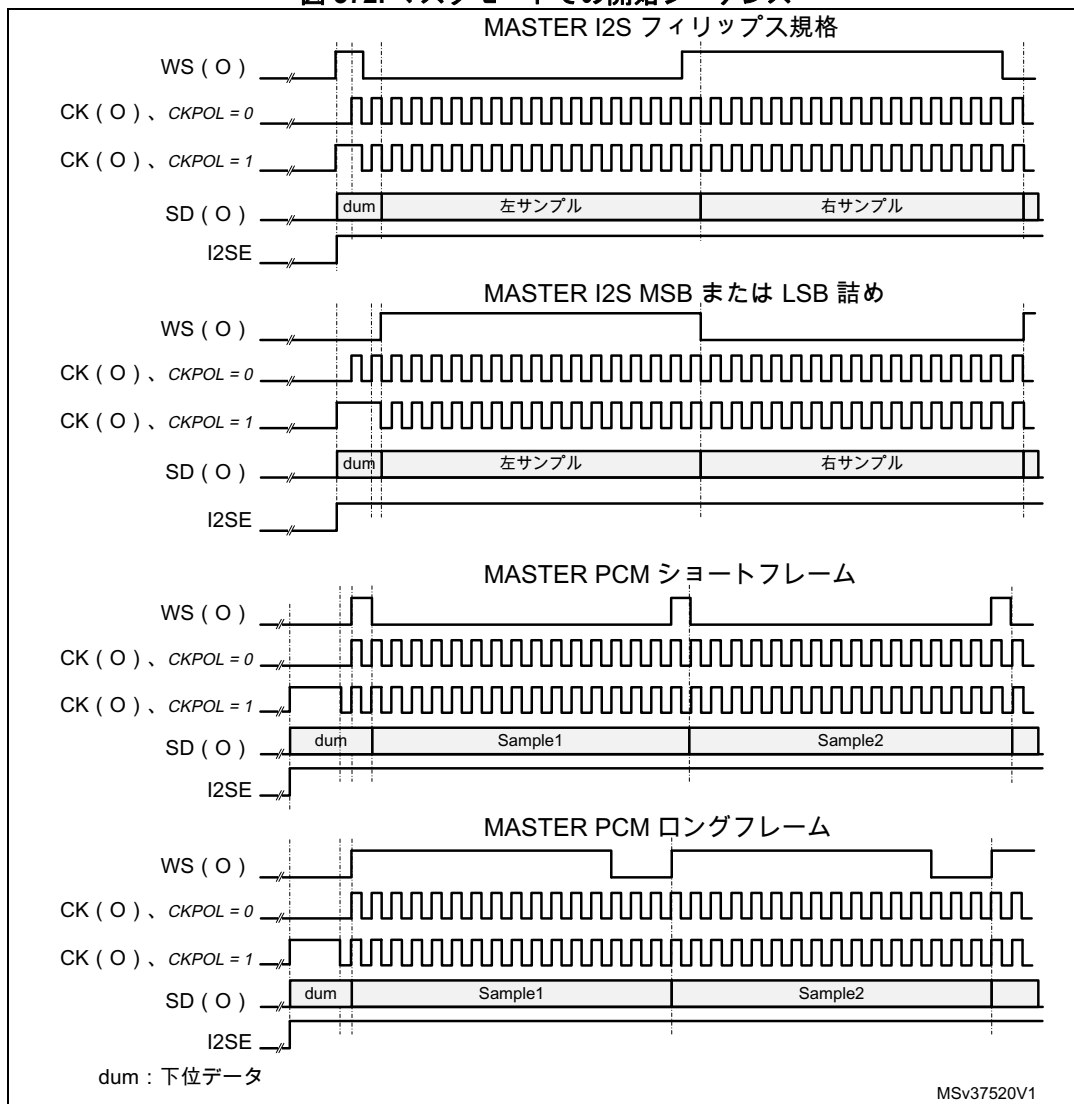 MASTER I2S フィリップス規格
WS ( O )
CK ( O ) 、 CKPOL = 0
CK ( O ) 、 CKPOL = 1
SD ( O ) dum 左サンプル 右サンプル
I2SE
MASTER I2S MSB または LSB 詰め
WS ( O )
CK ( O ) 、 CKPOL = 0
CK ( O ) 、 CKPOL = 1
SD ( O ) dum 左サンプル 右サンプル
I2SE
MASTER PCM ショートフレーム
WS ( O )
CK ( O ) 、 CKPOL = 0
CK ( O ) 、 CKPOL = 1
SD ( O ) dum Sample1 Sample2
I2SE
MASTER PCM ロングフレーム
WS ( O )
CK ( O ) 、 CKPOL = 0
CK ( O ) 、 CKPOL = 1
SD ( O ) dum Sample1 Sample2
I2SE
dum : 下位データ
MSv37520V1